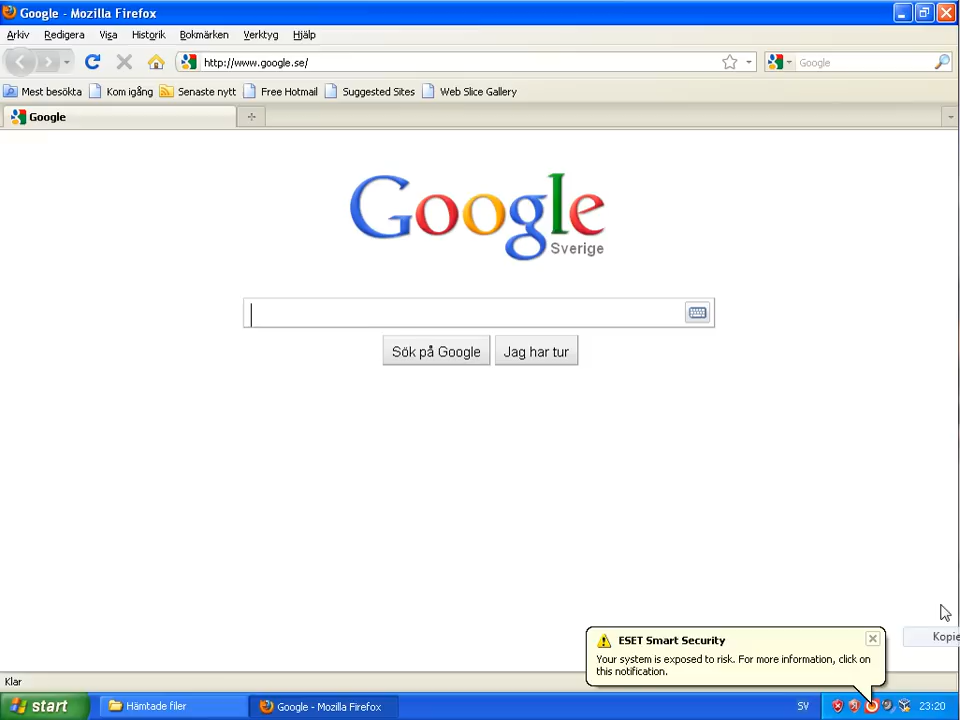 Google - Mozilla Firefox
Arkiv Redigera Visa Historik Bokmärken Verktyg Hjälp
http://www.google.se/ Google
Mest besökta Kom igång Senaste nytt Free Hotmail Suggested Sites Web Slice Gallery
Google
Google
Sverige
Sök på Google Jag har tur
ESET Smart Security
Your system is exposed to risk. For more information, click on
this notification.
Kopie
Klar
start Hämtade filer Google - Mozilla Firefox SV 23:20